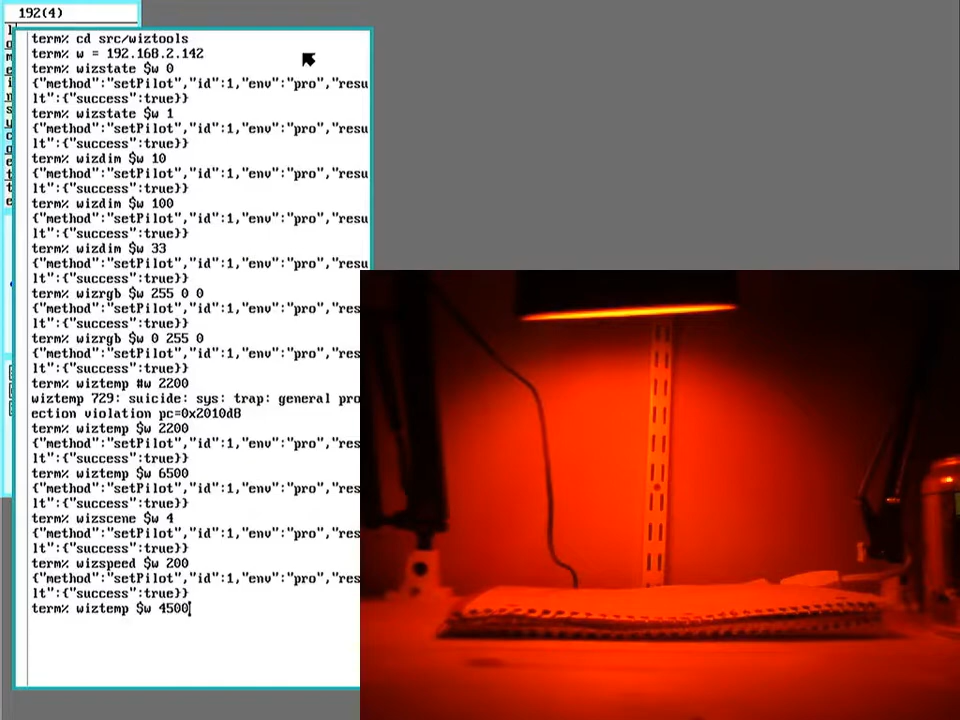 192(4)
term% cd src/wiztools
term% w = 192.168.2.142
term% wizstate $w 0
{"method":"setPilot","id":1,"env":"pro","resu
lt":{"success":true}}
term% wizstate $w 1
{"method":"setPilot","id":1,"env":"pro","resu
lt":{"success":true}}
term% wizdim $w 10
{"method":"setPilot","id":1,"env":"pro","resu
lt":{"success":true}}
term% wizdim $w 100
{"method":"setPilot","id":1,"env":"pro","resu
lt":{"success":true}}
term% wizdim $w 33
{"method":"setPilot","id":1,"env":"pro","resu
lt":{"success":true}}
term% wizrgb $w 255 0 0
{"method":"setPilot","id":1,"env":"pro","res
lt":{"success":true}}
term% wizrgb $w 0 255 0
{"method":"setPilot","id":1,"env":"pro","res
lt":{"success":true}}
term% wiztemp #w 2200
wiztemp 729: suicide: sys: trap: general pro
ection violation pc=0x2010d8
term% wiztemp $w 2200
{"method":"setPilot","id":1,"env":"pro","res
lt":{"success":true}}
term% wiztemp $w 6500
{"method":"setPilot","id":1,"env":"pro","res
lt":{"success":true}}
term% wizscene $w 4
{"method":"setPilot","id":1,"env":"pro","res
lt":{"success":true}}
term% wizspeed $w 200
{"method":"setPilot","id":1,"env":"pro","res
lt":{"success":true}}
term% wiztemp $w 4500